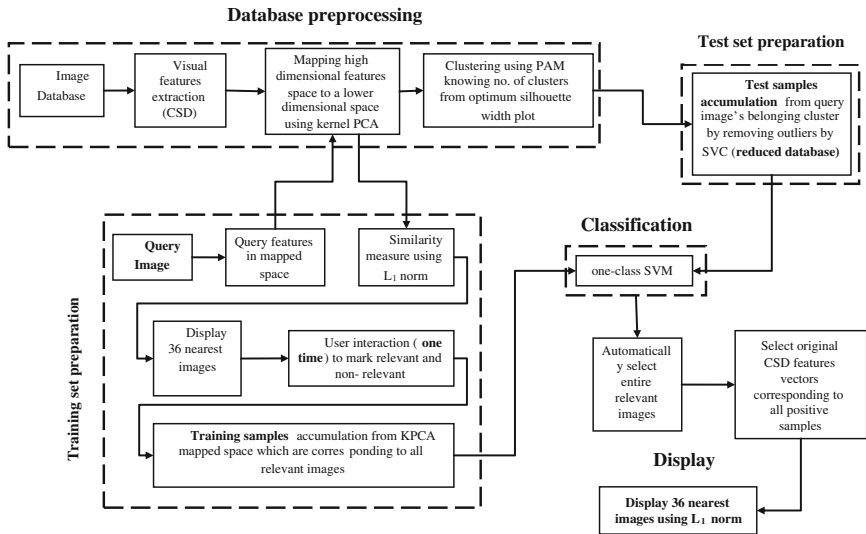 Database preprocessing
Image
Database
Visual
features
extraction
(CSD)
Mapping high
dimensional features
space to a lower
dimensional space
using kernel PCA
Clustering using PAM
knowing no. of clusters
from optimum silhouette
width plot
Test set preparation
Test samples
accumulation from query
image's belonging cluster
by removing outliers by
SVC (reduced database)
Training set preparation
Query
Image
Query features
in mapped
space
Similarity
measure using
L1 norm
Display
36 nearest
images
User interaction ( one
time) to mark relevant and
non- relevant
Training samples accumulation from KPCA
mapped space which are corres ponding to all
relevant images
Classification
one-class SVM
Automaticall
y select
entire
relevant
images
Select original
CSD features
vectors
corresponding to
all positive
samples
Display
Display 36 nearest
images using L1 norm